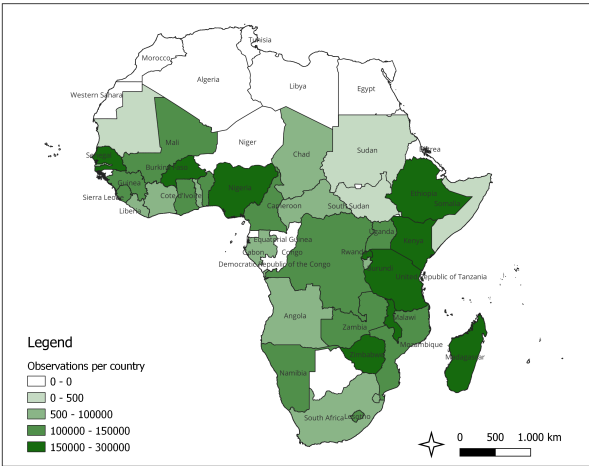 Tunisia
Morocco
Algeria
Libya
Egypt
Western Sahara
Mali
Niger
Chad
Sudan
Eritrea
Senegal
Burkina Faso
Guinea
Nigeria
Ethiopia
Somalia
Sierra Leone
Cote d'Ivoire
Liberia
Cameroon
South Sudan
Uganda
Kenya
Equatorial Guinea
Gabon
Congo
Rwanda
Democratic Republic of the Congo
Burundi
United Republic of Tanzania
Angola
Malawi
Zambia
Mozambique
Zimbabwe
Madagascar
Namibia
South Africa
Lesotho
Legend
Observations per country
0 - 0
0 - 500
500 - 100000
100000 - 150000
150000 - 300000
0 500 1.000 km